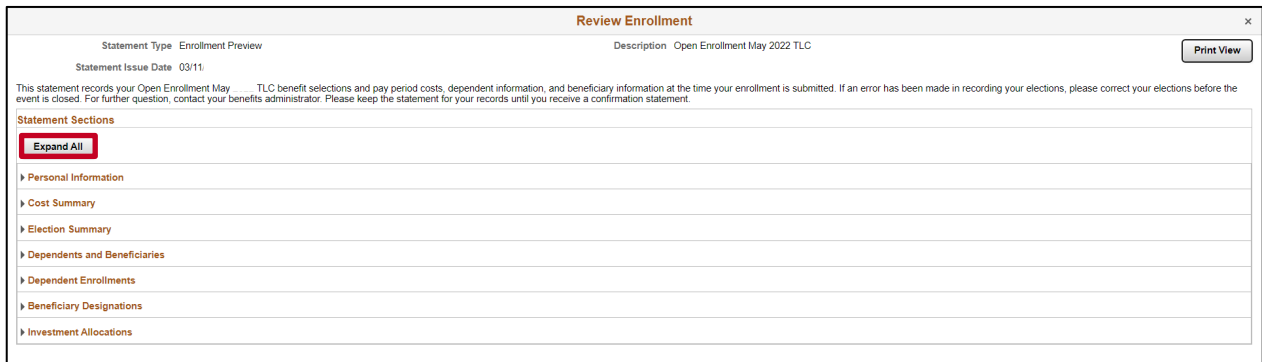 Review Enrollment ×
Statement Type Enrollment Preview Description Open Enrollment May 2022 TLC
Print View
Statement Issue Date 03/11/
This statement records your Open Enrollment May TLC benefit selections and pay period costs, dependent information, and beneficiary information at the time your enrollment is submitted. If an error has been made in recording your elections, please correct your elections before the
event is closed. For further question, contact your benefits administrator. Please keep the statement for your records until you receive a confirmation statement.
Statement Sections
Expand All
Personal Information
Cost Summary
Election Summary
Dependents and Beneficiaries
Dependent Enrollments
Beneficiary Designations
Investment Allocations